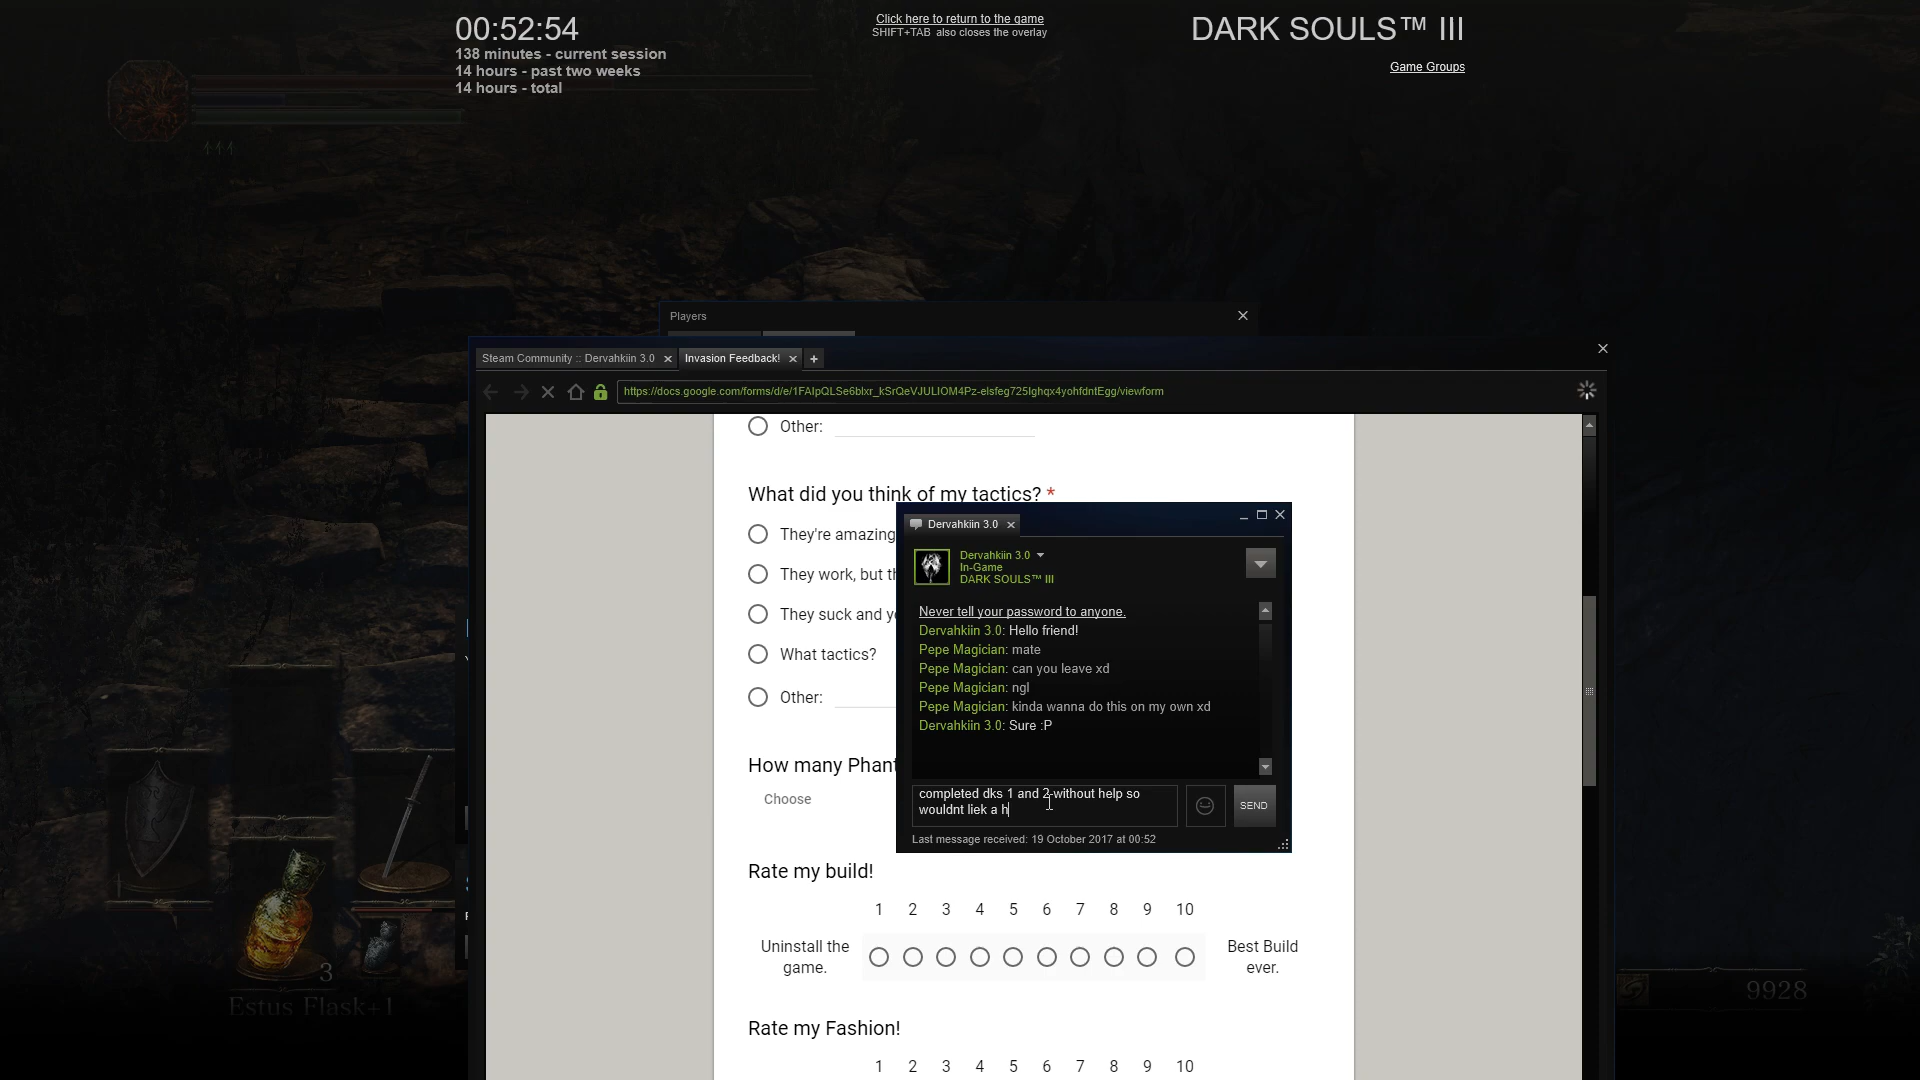 00:52:54
138 minutes - current session
14 hours - past two weeks
14 hours - total
Click here to return to the game
SHIFT+TAB also closes the overlay
DARK SOULS™ III
Game Groups
Players
Steam Community :: Dervahkiin 3.0
Invasion Feedback!
https://docs.google.com/forms/d/e/1FAIpQLSe6blxr_kSrQeVJULIOM4Pz-elsfeg725Ighqx4yohfdntEgg/viewform
Other:
What did you think of my tactics? *
They're amazing
They work, but th
They suck and yo
What tactics?
Other:
How many Phant
Choose
Dervahkiin 3.0
Dervahkiin 3.0
In-Game
DARK SOULS™ III
Never tell your password to anyone.
Dervahkiin 3.0: Hello friend!
Pepe Magician: mate
Pepe Magician: can you leave xd
Pepe Magician: ngl
Pepe Magician: kinda wanna do this on my own xd
Dervahkiin 3.0: Sure :P
completed dks 1 and 2 without help so
wouldnt liek a h
SEND
Last message received: 19 October 2017 at 00:52
Rate my build!
1 2 3 4 5 6 7 8 9 10
Uninstall the
game.
Best Build
ever.
Rate my Fashion!
1 2 3 4 5 6 7 8 9 10
3
Estus Flask+1
9928